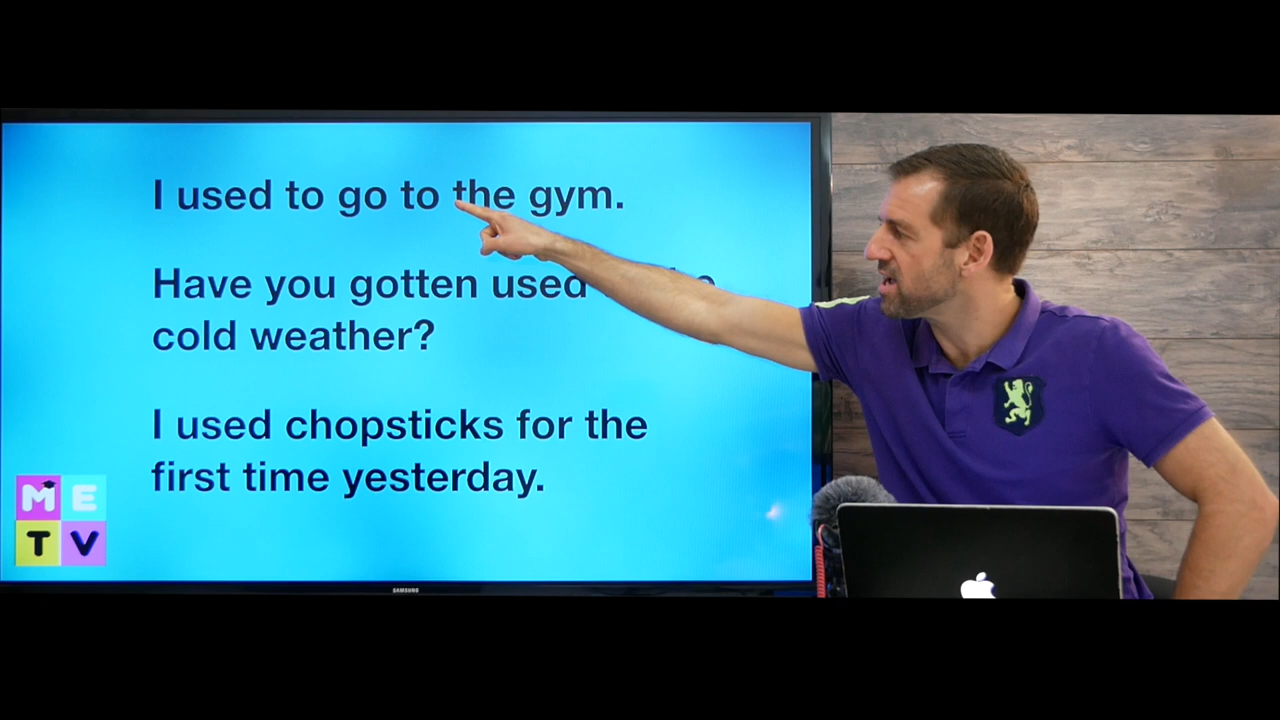 I used to go to the gym.
Have you gotten used
cold weather?
I used chopsticks for the
first time yesterday.
M E
T V
SAMSUNG